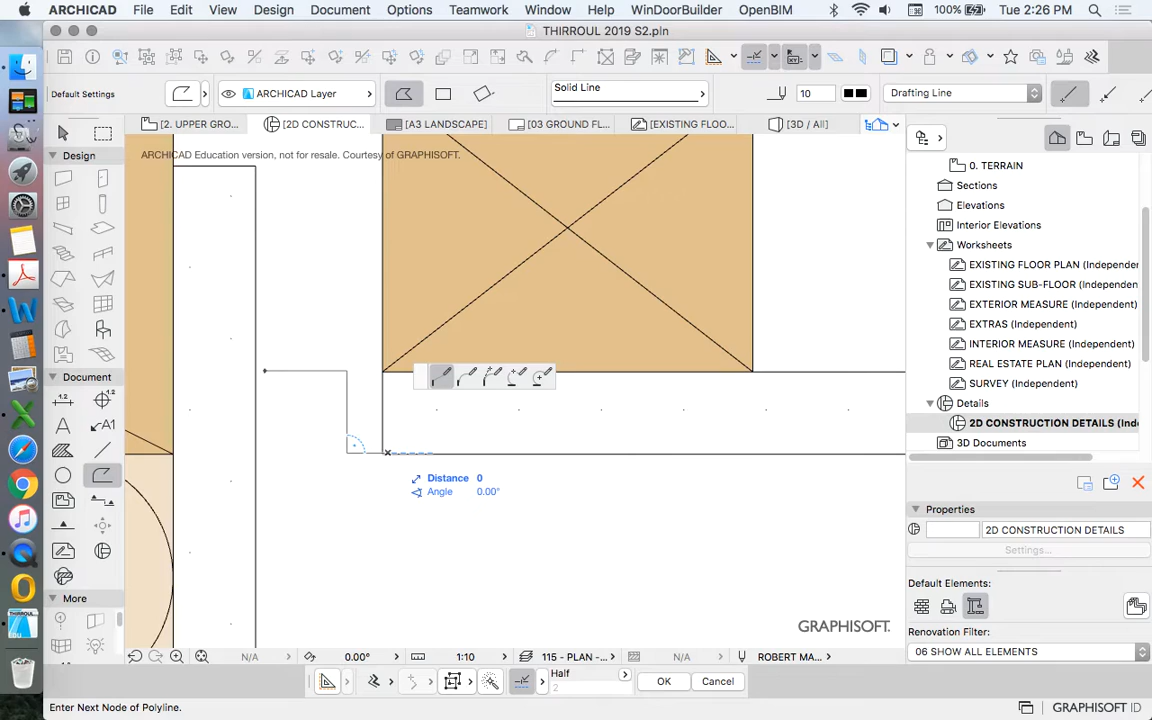 ARCHICAD File Edit View Design Document Options Teamwork Window Help WinDoorBuilder OpenBIM 100% Tue 2:26 PM
THIRROUL 2019 S2.pln
Default Settings
ARCHICAD Layer
Solid Line
10
Drafting Line
[2. UPPER GRO...
[2D CONSTRUC...
[A3 LANDSCAPE]
[03 GROUND FL...
[EXISTING FLOO...
[3D / All]
ARCHICAD Education version, not for resale. Courtesy of GRAPHISOFT.
Design
Document
More
Distance 0
Angle 0.00°
GRAPHISOFT.
0. TERRAIN
Sections
Elevations
Interior Elevations
Worksheets
EXISTING FLOOR PLAN (Independer
EXISTING SUB-FLOOR (Independent
EXTERIOR MEASURE (Independent)
EXTRAS (Independent)
INTERIOR MEASURE (Independent)
REAL ESTATE PLAN (Independent)
SURVEY (Independent)
Details
2D CONSTRUCTION DETAILS (Ind
3D Documents
Properties
2D CONSTRUCTION DETAILS
Settings...
Default Elements:
Renovation Filter:
06 SHOW ALL ELEMENTS
N/A
0.00°
1:10
115 - PLAN -...
N/A
ROBERT MA...
Half
2
OK
Cancel
Enter Next Node of Polyline.
GRAPHISOFT ID